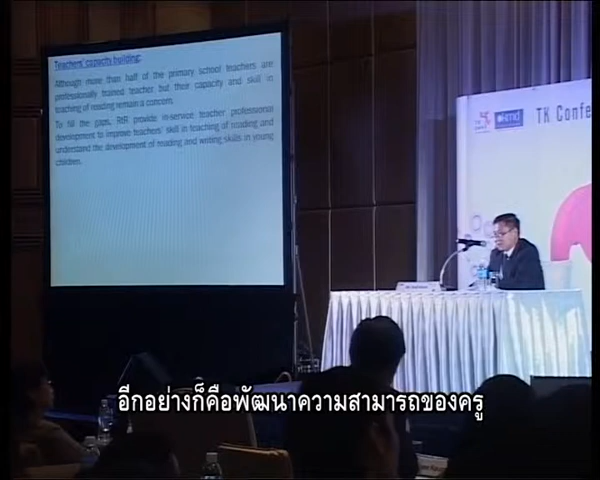 Teachers' capacity building:
Although more than half of the primary school teachers are
professionally trained teacher but their capacity and skill in
teaching of reading remain a concern.
To fill the gaps, RtR provide in-service teacher professional
development to improve teachers' skill in teaching of reading and
understand the development of reading and writing skills in young
children.
TK Confe
อีกอย่างก็คือพัฒนาความสามารถของครู